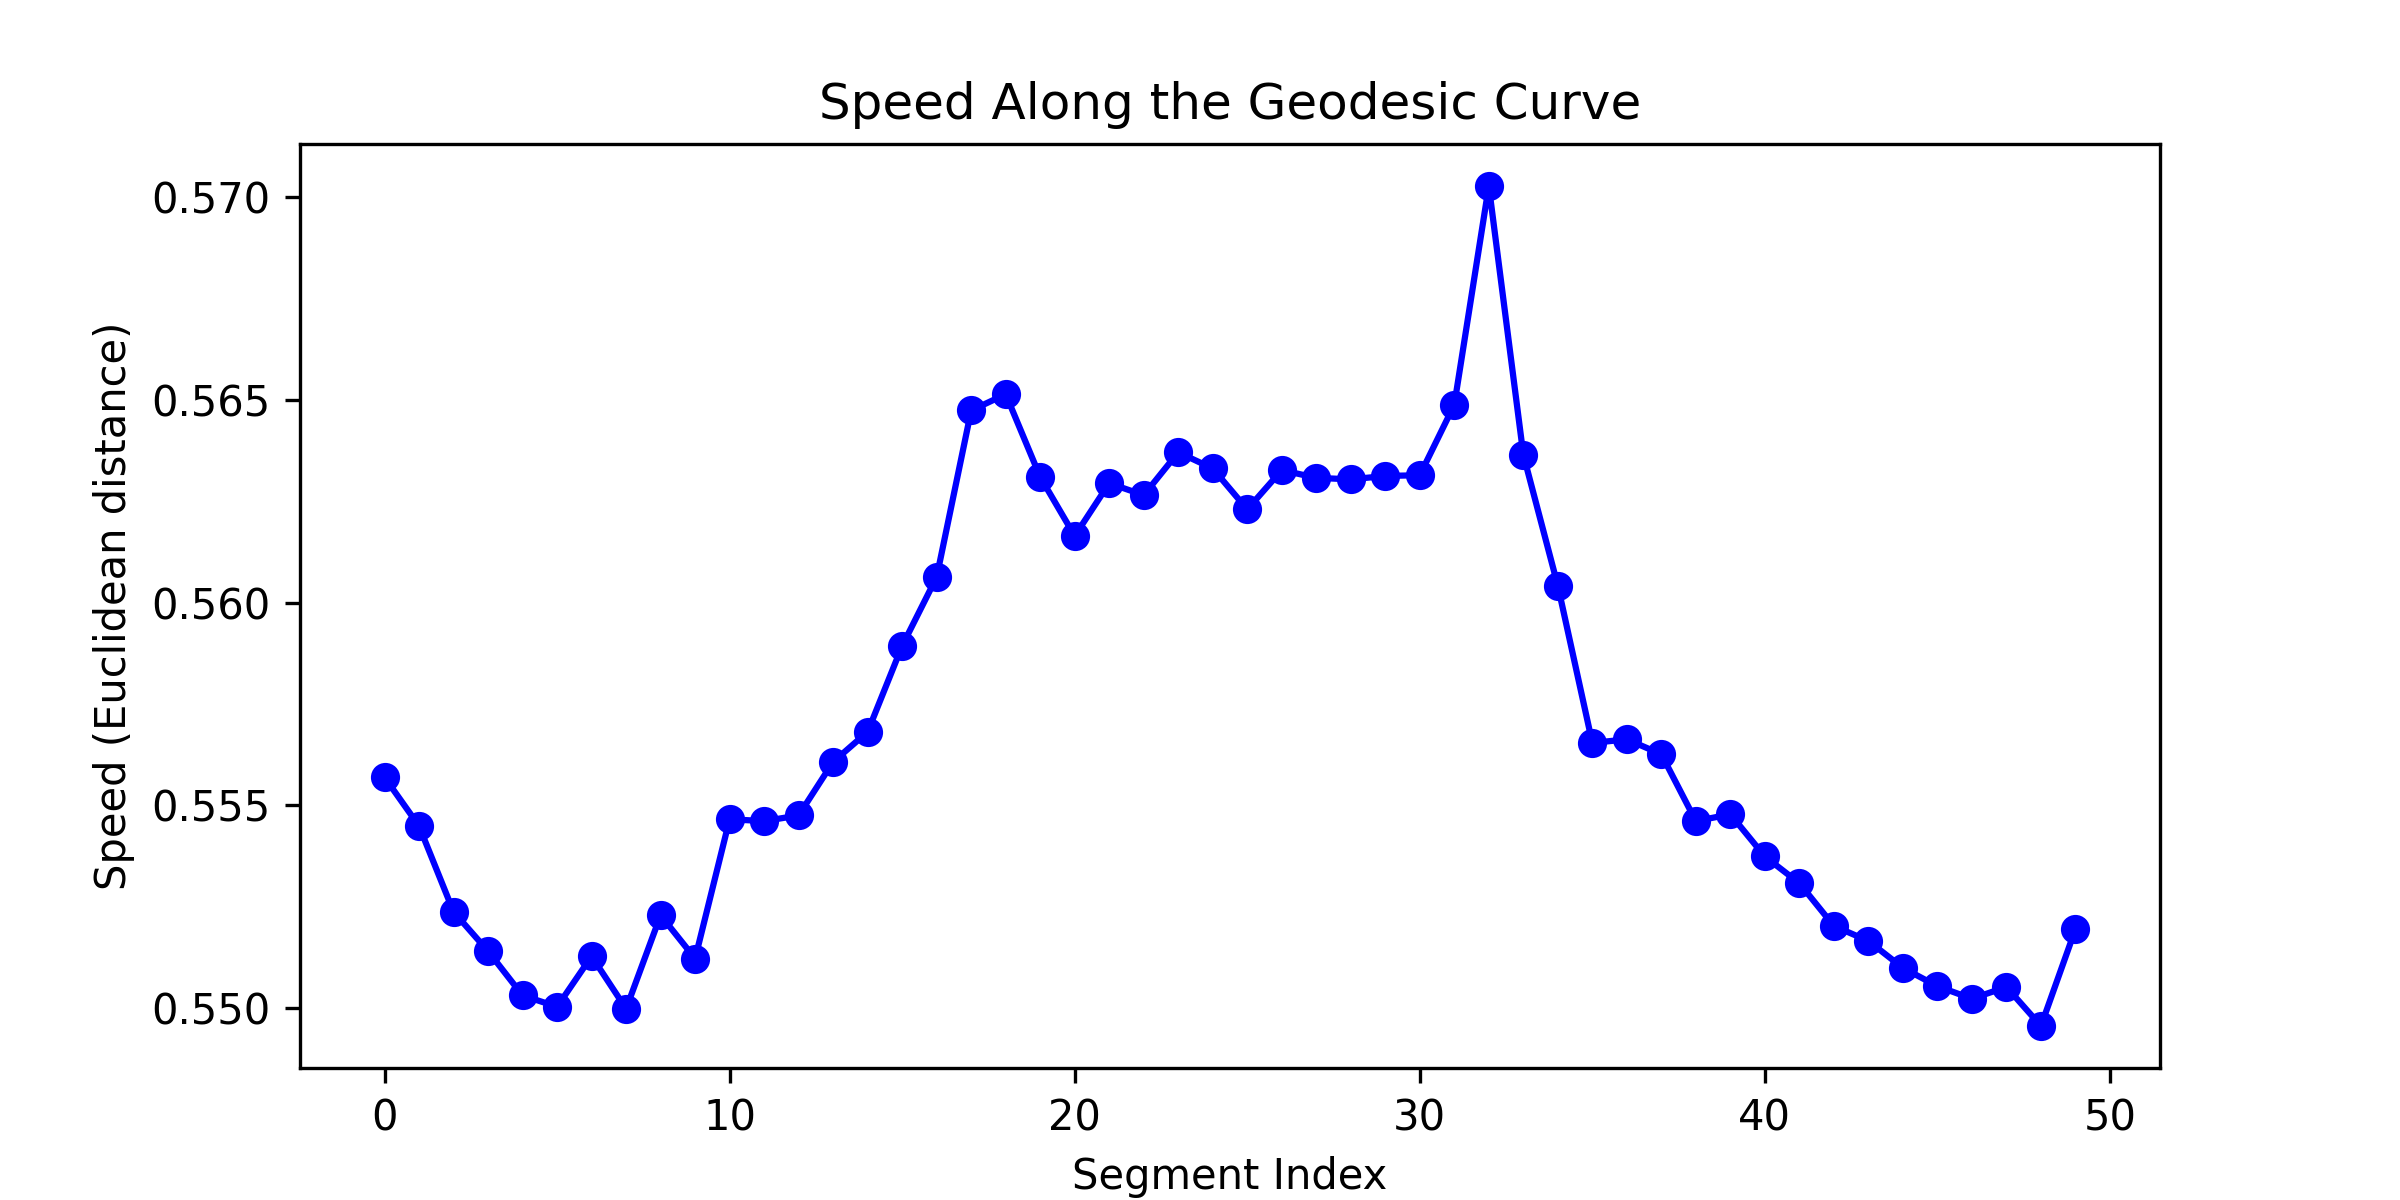 Speed Along the Geodesic Curve
0.570
0.565
0.560
0.555
0.550
Speed (Euclidean distance)
0 10 20 30 40 50
Segment Index